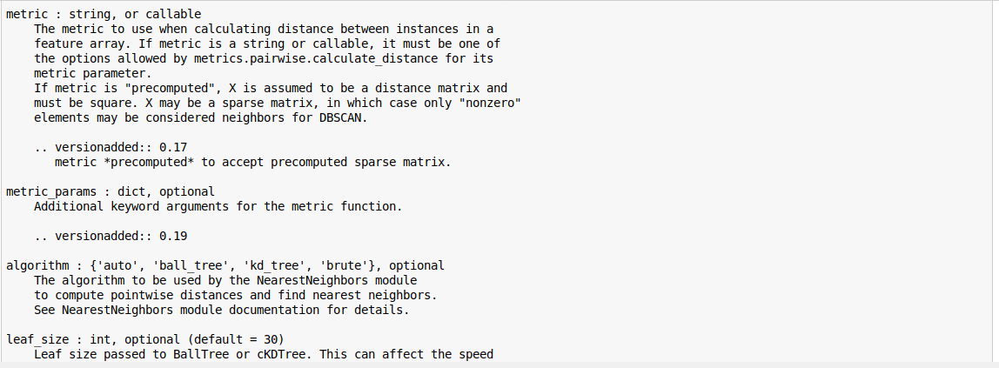 metric : string, or callable
The metric to use when calculating distance between instances in a
feature array. If metric is a string or callable, it must be one of
the options allowed by metrics.pairwise.calculate_distance for its
metric parameter.
If metric is "precomputed", X is assumed to be a distance matrix and
must be square. X may be a sparse matrix, in which case only "nonzero"
elements may be considered neighbors for DBSCAN.
.. versionadded:: 0.17
metric *precomputed* to accept precomputed sparse matrix.
metric_params : dict, optional
Additional keyword arguments for the metric function.
.. versionadded:: 0.19
algorithm : {'auto', 'ball_tree', 'kd_tree', 'brute'}, optional
The algorithm to be used by the NearestNeighbors module
to compute pointwise distances and find nearest neighbors.
See NearestNeighbors module documentation for details.
leaf_size : int, optional (default = 30)
Leaf size passed to BallTree or cKDTree. This can affect the speed